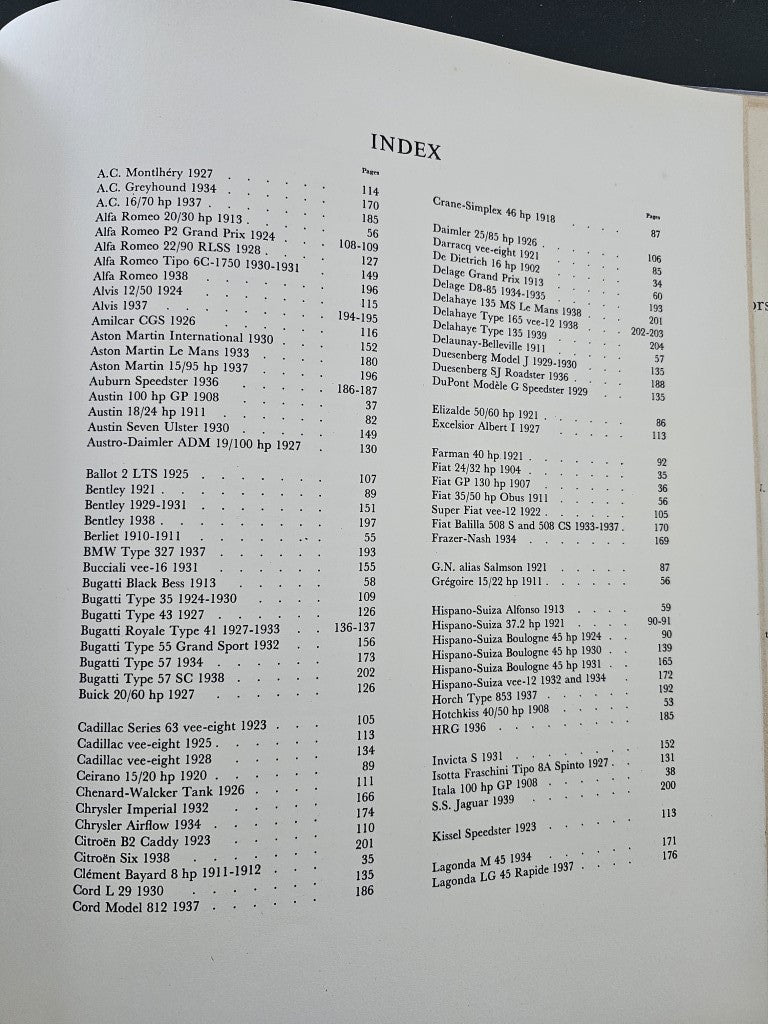 INDEX
Pages
A.C. Montlhéry 1927 . . . . . 114
A.C. Greyhound 1934 . . . . . 170
A.C. 16/70 hp 1937 . . . . . 185
Alfa Romeo 20/30 hp 1913 . . . . 56
Alfa Romeo P2 Grand Prix 1924 . . . 108-109
Alfa Romeo 22/90 RLSS 1928 . . . . 127
Alfa Romeo Tipo 6C-1750 1930-1931 . . 149
Alfa Romeo 1938 . . . . . 196
Alvis 12/50 1924 . . . . . 115
Alvis 1937 . . . . . 194-195
Amilcar CGS 1926 . . . . . 116
Aston Martin International 1930 . . . 152
Aston Martin Le Mans 1933 . . . . 180
Aston Martin 15/95 hp 1937 . . . . 196
Auburn Speedster 1936 . . . . 186-187
Austin 100 hp GP 1908 . . . . 37
Austin 18/24 hp 1911 . . . . . 82
Austin Seven Ulster 1930 . . . . 149
Austro-Daimler ADM 19/100 hp 1927 . . 130
Ballot 2 LTS 1925 . . . . . . 107
Bentley 1921 . . . . . . . 89
Bentley 1929-1931 . . . . . . 151
Bentley 1938 . . . . . . . 197
Berliet 1910-1911 . . . . . . 55
BMW Type 327 1937 . . . . . . 193
Bucciali vee-16 1931 . . . . . . 155
Bugatti Black Bess 1913 . . . . . 58
Bugatti Type 35 1924-1930 . . . . 109
Bugatti Type 43 1927 . . . . . 126
Bugatti Royale Type 41 1927-1933 . . 136-137
Bugatti Type 55 Grand Sport 1932 . . . 156
Bugatti Type 57 1934 . . . . . 173
Bugatti Type 57 SC 1938 . . . . . 202
Buick 20/60 hp 1927 . . . . . . 126
Cadillac Series 63 vee-eight 1923 . . . 105
Cadillac vee-eight 1925 . . . . . 113
Cadillac vee-eight 1928 . . . . . 134
Ceirano 15/20 hp 1920 . . . . . 89
Chenard-Walcker Tank 1926 . . . . 111
Chrysler Imperial 1932 . . . . . 166
Chrysler Airflow 1934 . . . . . 174
Citroën B2 Caddy 1923 . . . . . 110
Citroën Six 1938 . . . . . . 201
Clément Bayard 8 hp 1911-1912 . . . 35
Cord L 29 1930 . . . . . . 135
Cord Model 812 1937 . . . . . 186
Pages
Crane-Simplex 46 hp 1918 . . . . 87
Daimler 25/85 hp 1926 . . . . . 106
Darracq vee-eight 1921 . . . . . 85
De Dietrich 16 hp 1902 . . . . . 34
Delage Grand Prix 1913 . . . . . 60
Delage D8-85 1934-1935 . . . . . 193
Delahaye 135 MS Le Mans 1938 . . . 201
Delahaye Type 165 vee-12 1938 . . . 202-203
Delahaye Type 135 1939 . . . . . 204
Delaunay-Belleville 1911 . . . . . 57
Duesenberg Model J 1929-1930 . . . 135
Duesenberg SJ Roadster 1936 . . . . 188
DuPont Modèle G Speedster 1929 . . . 135
Elizalde 50/60 hp 1921 . . . . . 86
Excelsior Albert I 1927 . . . . . 113
Farman 40 hp 1921 . . . . . . 92
Fiat 24/32 hp 1904 . . . . . . 35
Fiat GP 130 hp 1907 . . . . . . 36
Fiat 35/50 hp Obus 1911 . . . . . 56
Super Fiat vee-12 1922 . . . . . 105
Fiat Balilla 508 S and 508 CS 1933-1937 . 170
Frazer-Nash 1934 . . . . . . 169
G.N. alias Salmson 1921 . . . . . 87
Grégoire 15/22 hp 1911 . . . . . 56
Hispano-Suiza Alfonso 1913 . . . . 59
Hispano-Suiza 37.2 hp 1921 . . . . 90-91
Hispano-Suiza Boulogne 45 hp 1924 . . 90
Hispano-Suiza Boulogne 45 hp 1930 . . 139
Hispano-Suiza Boulogne 45 hp 1931 . . 165
Hispano-Suiza vee-12 1932 and 1934 . 172
Horch Type 853 1937 . . . . . 192
Hotchkiss 40/50 hp 1908 . . . . . 53
HRG 1936 . . . . . . . 185
Invicta S 1931 . . . . . . 152
Isotta Fraschini Tipo 8A Spinto 1927 . . 131
Itala 100 hp GP 1908 . . . . . 38
S.S. Jaguar 1939 . . . . . . 200
Kissel Speedster 1923 . . . . . 113
Lagonda M 45 1934 . . . . . . 171
Lagonda LG 45 Rapide 1937 . . . . 176